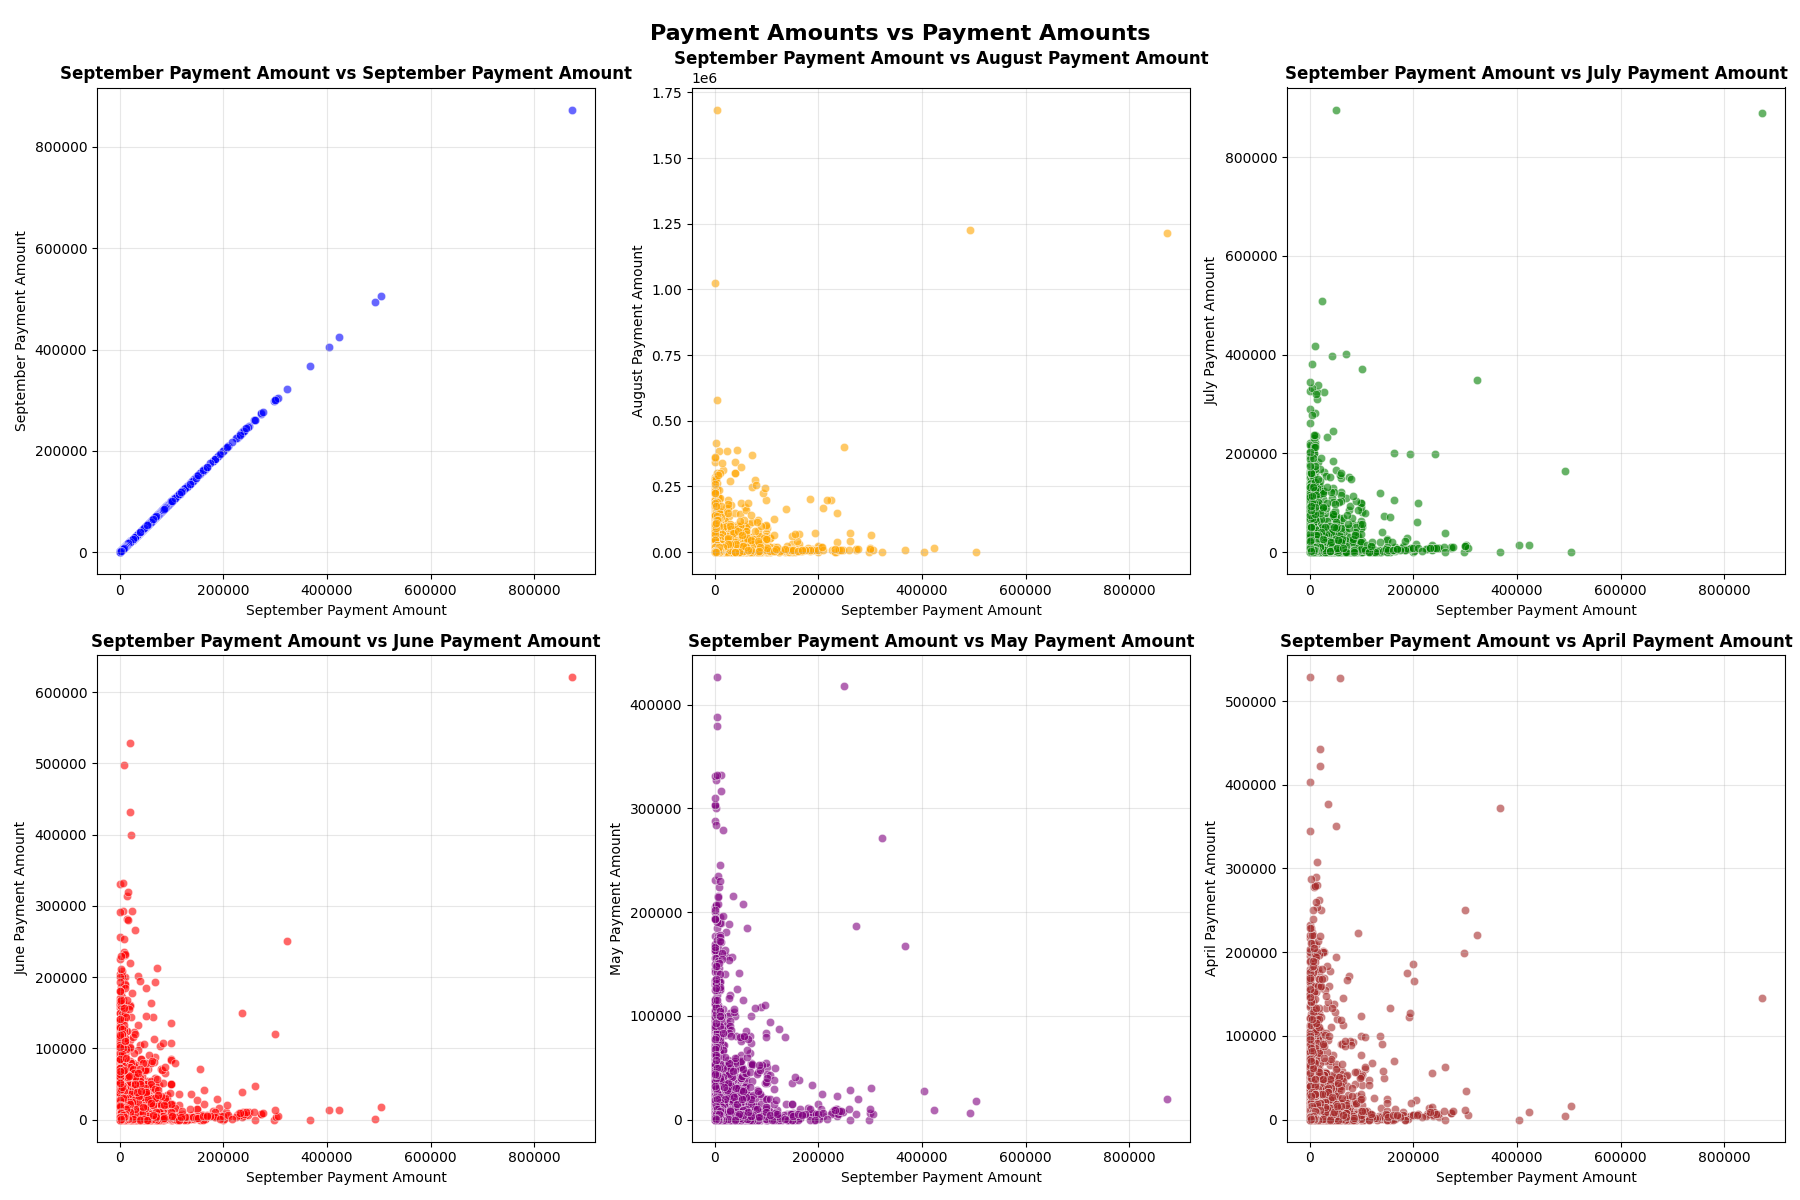 Payment Amounts vs Payment Amounts
September Payment Amount vs September Payment Amount
September Payment Amount
800000
600000
400000
200000
0
0 200000 400000 600000 800000
September Payment Amount
September Payment Amount vs August Payment Amount
1e6
August Payment Amount
1.75
1.50
1.25
1.00
0.75
0.50
0.25
0.00
0 200000 400000 600000 800000
September Payment Amount
September Payment Amount vs July Payment Amount
July Payment Amount
800000
600000
400000
200000
0
0 200000 400000 600000 800000
September Payment Amount
September Payment Amount vs June Payment Amount
June Payment Amount
600000
500000
400000
300000
200000
100000
0
0 200000 400000 600000 800000
September Payment Amount
September Payment Amount vs May Payment Amount
May Payment Amount
400000
300000
200000
100000
0
0 200000 400000 600000 800000
September Payment Amount
September Payment Amount vs April Payment Amount
April Payment Amount
500000
400000
300000
200000
100000
0
0 200000 400000 600000 800000
September Payment Amount